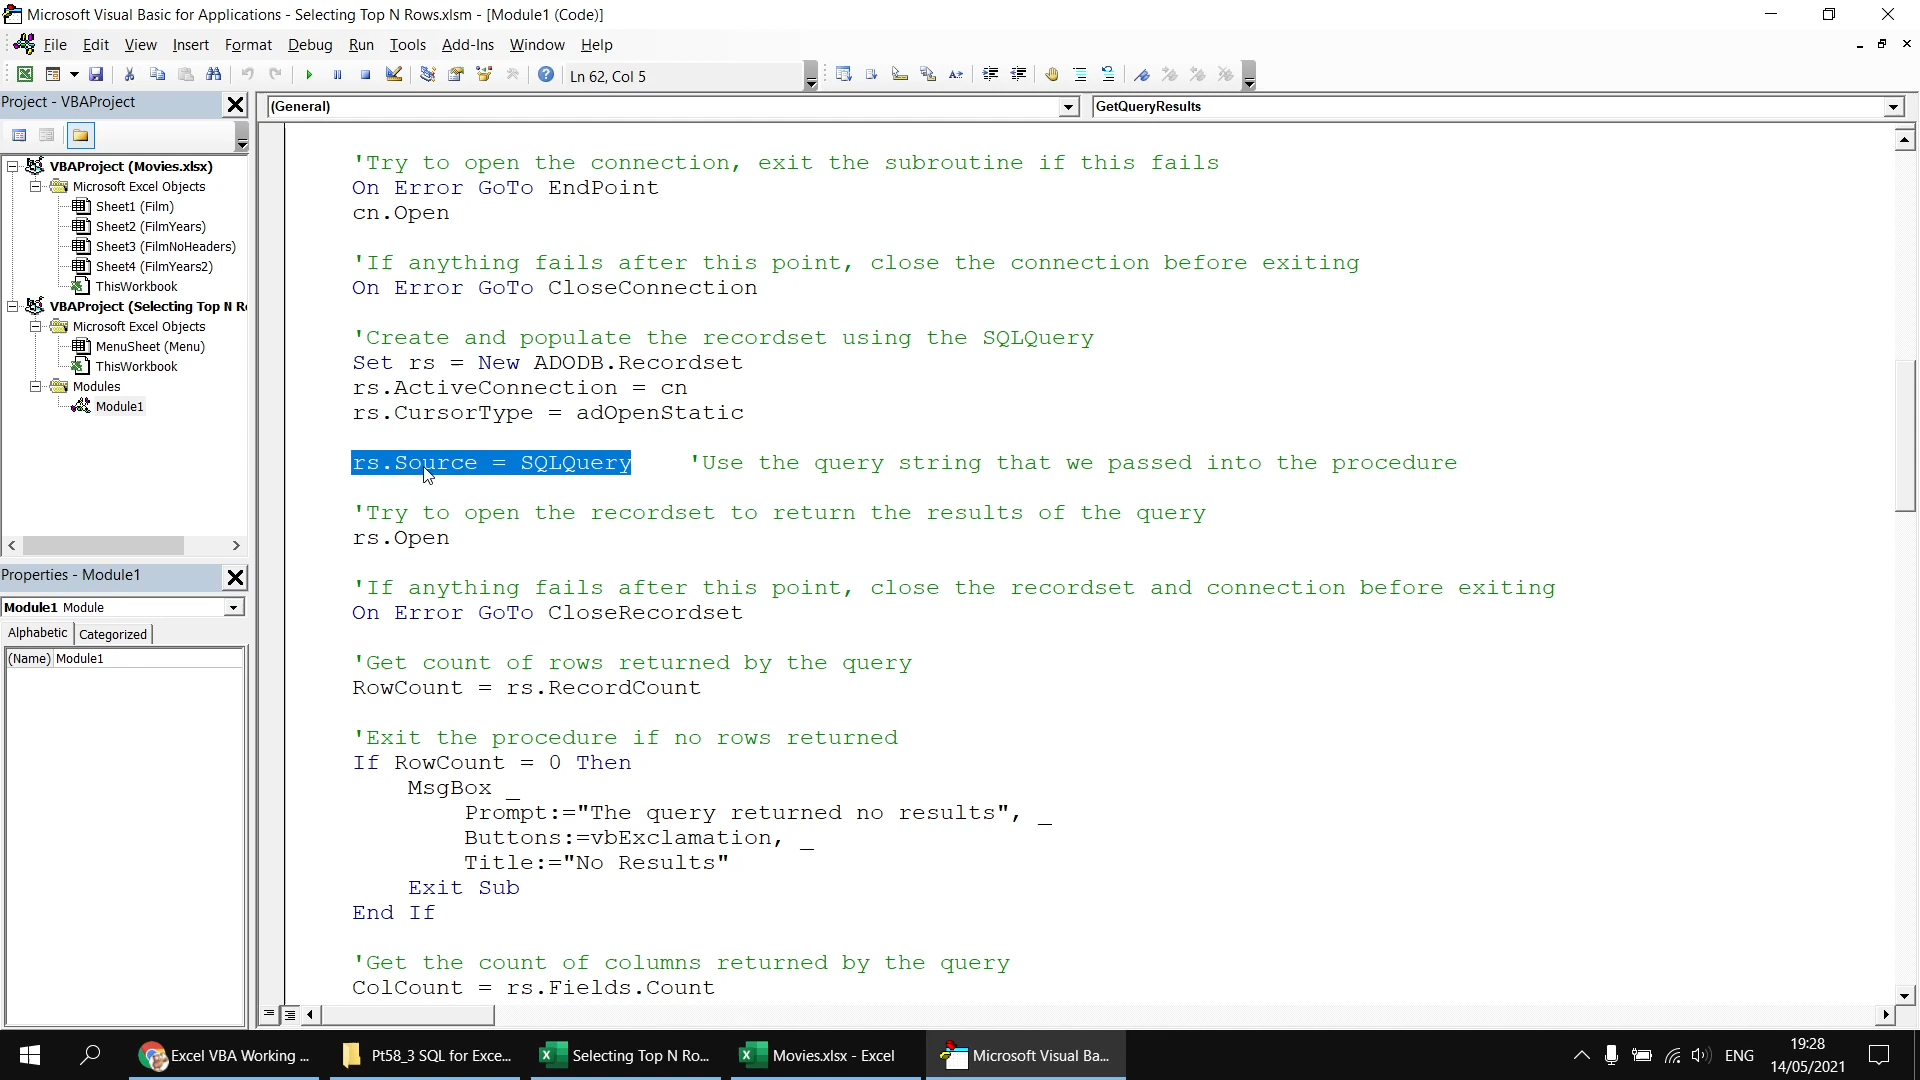 Microsoft Visual Basic for Applications - Selecting Top N Rows.xlsm - [Module1 (Code)]
File Edit View Insert Format Debug Run Tools Add-Ins Window Help
Ln 62, Col 5
Project - VBAProject
(General)
GetQueryResults
VBAProject (Movies.xlsx)
Microsoft Excel Objects
Sheet1 (Film)
Sheet2 (FilmYears)
Sheet3 (FilmNoHeaders)
Sheet4 (FilmYears2)
ThisWorkbook
VBAProject (Selecting Top N R
Microsoft Excel Objects
MenuSheet (Menu)
ThisWorkbook
Modules
Module1
Properties - Module1
Module1 Module
Alphabetic Categorized
(Name) Module1
'Try to open the connection, exit the subroutine if this fails
On Error GoTo EndPoint
cn.Open
'If anything fails after this point, close the connection before exiting
On Error GoTo CloseConnection
'Create and populate the recordset using the SQLQuery
Set rs = New ADODB.Recordset
rs.ActiveConnection = cn
rs.CursorType = adOpenStatic
rs.Source = SQLQuery 'Use the query string that we passed into the procedure
'Try to open the recordset to return the results of the query
rs.Open
'If anything fails after this point, close the recordset and connection before exiting
On Error GoTo CloseRecordset
'Get count of rows returned by the query
RowCount = rs.RecordCount
'Exit the procedure if no rows returned
If RowCount = 0 Then
MsgBox _
Prompt:="The query returned no results", _
Buttons:=vbExclamation, _
Title:="No Results"
Exit Sub
End If
'Get the count of columns returned by the query
ColCount = rs.Fields.Count
Excel VBA Working ...
Pt58_3 SQL for Exce...
Selecting Top N Ro...
Movies.xlsx - Excel
Microsoft Visual Ba...
ENG
19:28
14/05/2021